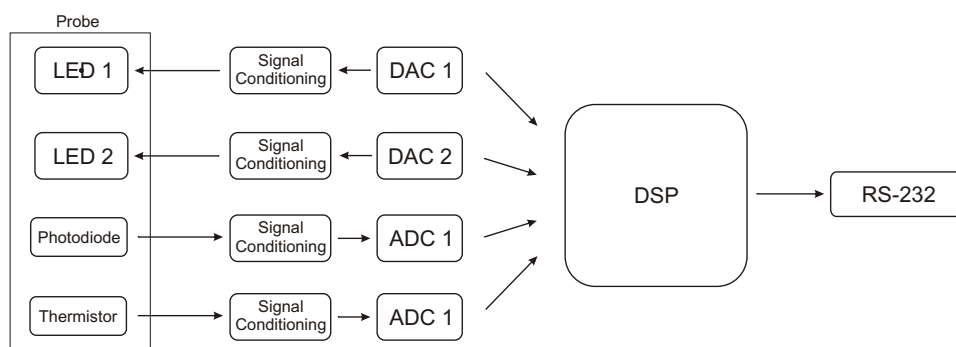 Probe
LED 1
Signal
Conditioning
DAC 1
LED 2
Signal
Conditioning
DAC 2
DSP
RS-232
Photodiode
Signal
Conditioning
ADC 1
Thermistor
Signal
Conditioning
ADC 1